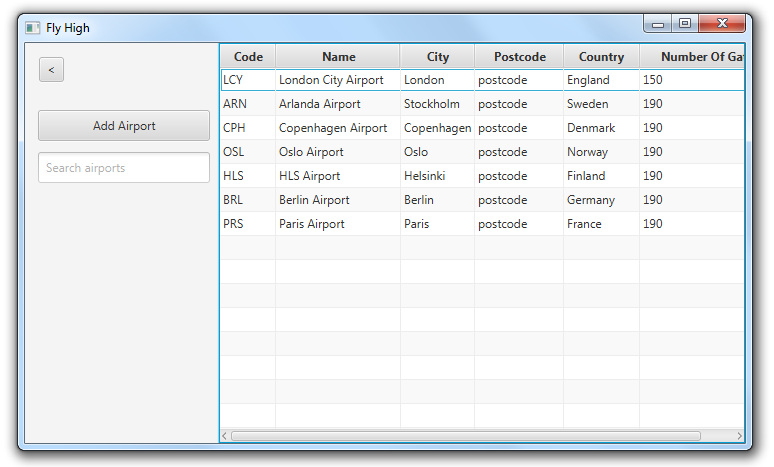 Fly High
<
Add Airport
Search airports
Code Name City Postcode Country Number Of Gat
LCY London City Airport London postcode England 150
ARN Arlanda Airport Stockholm postcode Sweden 190
CPH Copenhagen Airport Copenhagen postcode Denmark 190
OSL Oslo Airport Oslo postcode Norway 190
HLS HLS Airport Helsinki postcode Finland 190
BRL Berlin Airport Berlin postcode Germany 190
PRS Paris Airport Paris postcode France 190